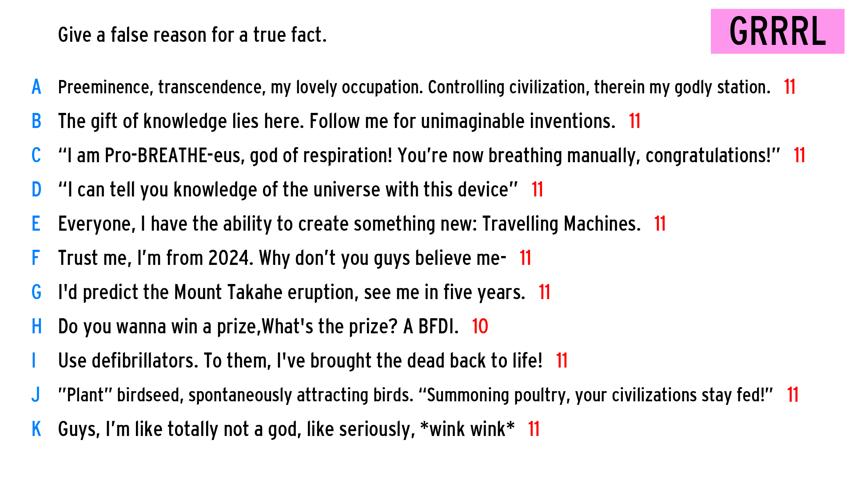 Give a false reason for a true fact.
GRRRL
A Preeminence, transcendence, my lovely occupation. Controlling civilization, therein my godly station. 11
B The gift of knowledge lies here. Follow me for unimaginable inventions. 11
C “I am Pro-BREATHE-eus, god of respiration! You’re now breathing manually, congratulations!” 11
D “I can tell you knowledge of the universe with this device” 11
E Everyone, I have the ability to create something new: Travelling Machines. 11
F Trust me, I’m from 2024. Why don’t you guys believe me- 11
G I'd predict the Mount Takahe eruption, see me in five years. 11
H Do you wanna win a prize,What's the prize? A BFDI. 10
I Use defibrillators. To them, I've brought the dead back to life! 11
J ”Plant” birdseed, spontaneously attracting birds. “Summoning poultry, your civilizations stay fed!” 11
K Guys, I’m like totally not a god, like seriously, *wink wink* 11